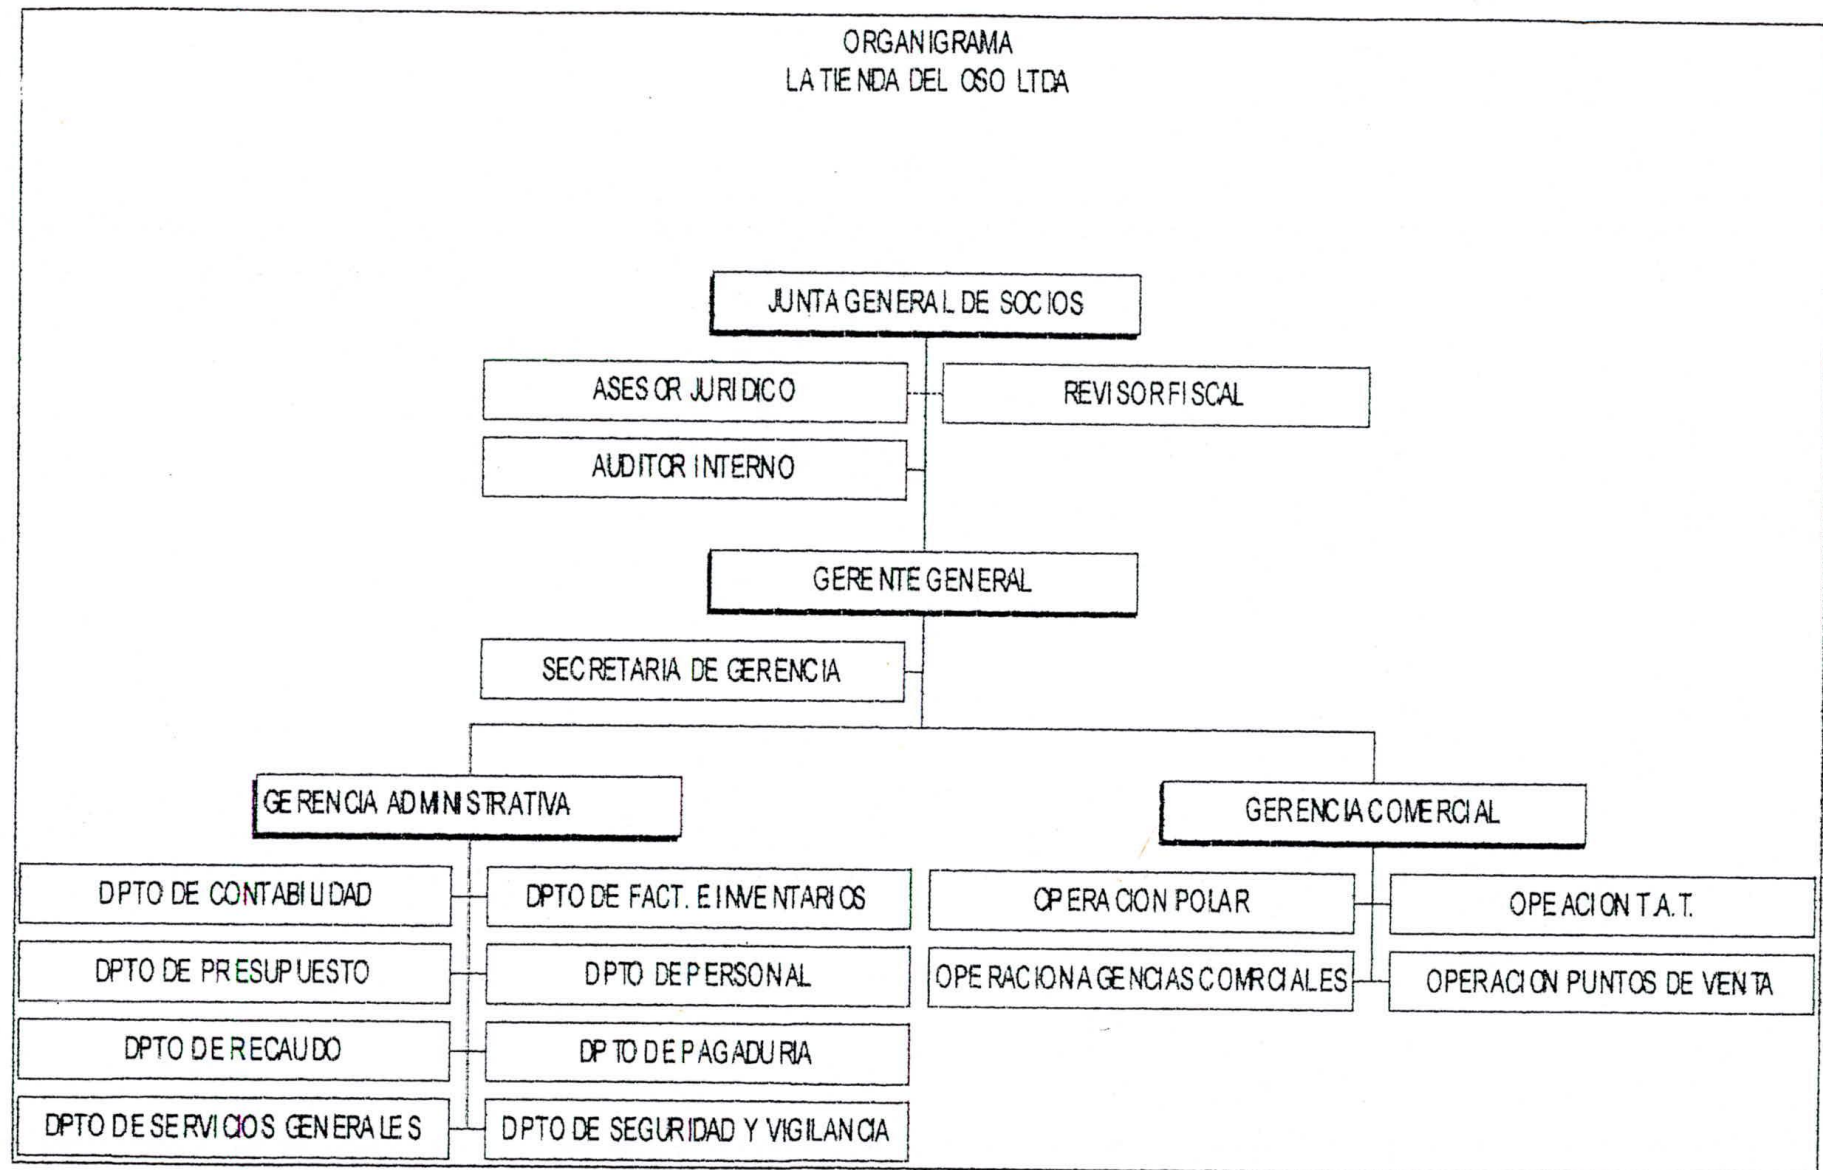 ORGANIGRAMA
LA TIENDA DEL OSO LTDA
JUNTA GENERAL DE SOCIOS
ASESOR JURIDICO
REVISOR FISCAL
AUDITOR INTERNO
GERENTE GENERAL
SECRETARIA DE GERENCIA
GERENCIA ADMINISTRATIVA
GERENCIA COMERCIAL
DPTO DE CONTABILIDAD
DPTO DE FACT. E INVENTARIOS
OPERACION POLAR
OPEACION T.A.T.
DPTO DE PRESUPUESTO
DPTO DE PERSONAL
OPERACION AGENCIAS COMRCIALES
OPERACION PUNTOS DE VENTA
DPTO DE RECAUDO
DPTO DE PAGADURIA
DPTO DE SERVICIOS GENERALES
DPTO DE SEGURIDAD Y VIGILANCIA